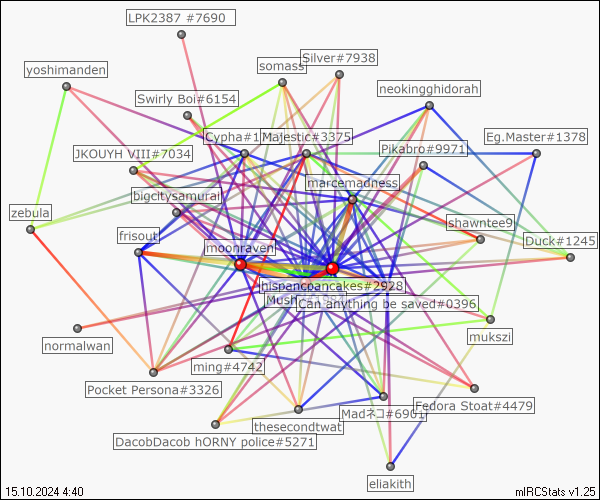 LPK2387 #7690
Silver#7938
somass
yoshimanden
neokingghidorah
Swirly Boi#6154
Cypha#1
Majestic#3375
Eg.Master#1378
Pikabro#9971
JKOUYH VIII#7034
marcemadness
bigcitysamurai
zebula
shawntee9
frisout
moonraven
Duck#1245
hispancoancakes#2928
Mush
Can anything be saved#0396
mukszi
normalwan
ming#4742
Pocket Persona#3326
Fedora Stoat#4479
Madネコ#6901
thesecondtwat
DacobDacob hORNY police#5271
eliakith
15.10.2024 4:40
mIRCStats v1.25